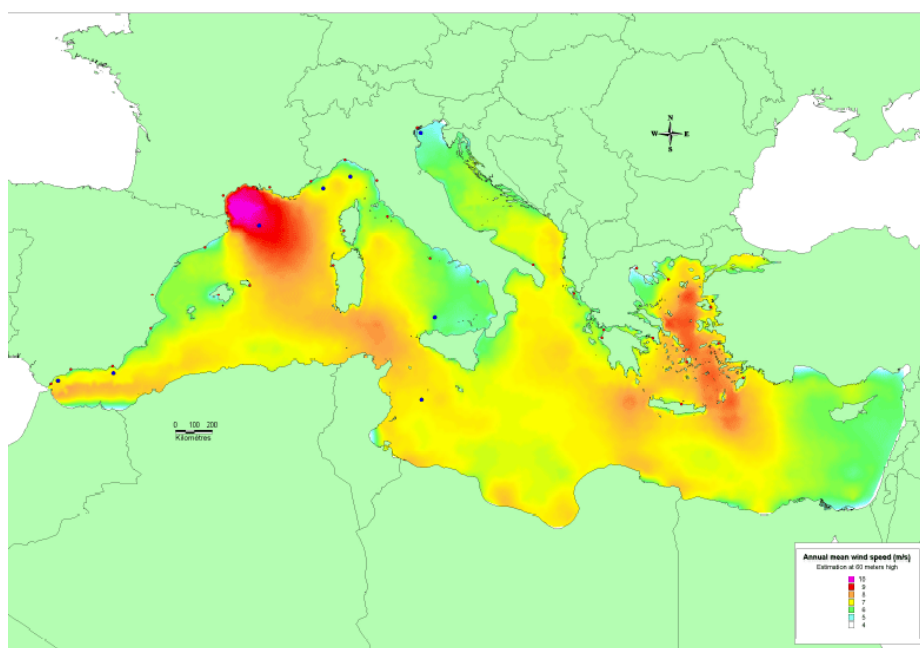 N
W E
S
0 100 200
Kilomètres
Annual mean wind speed (m/s)
Estimation at 60 meters high
10
9
8
7
6
5
4